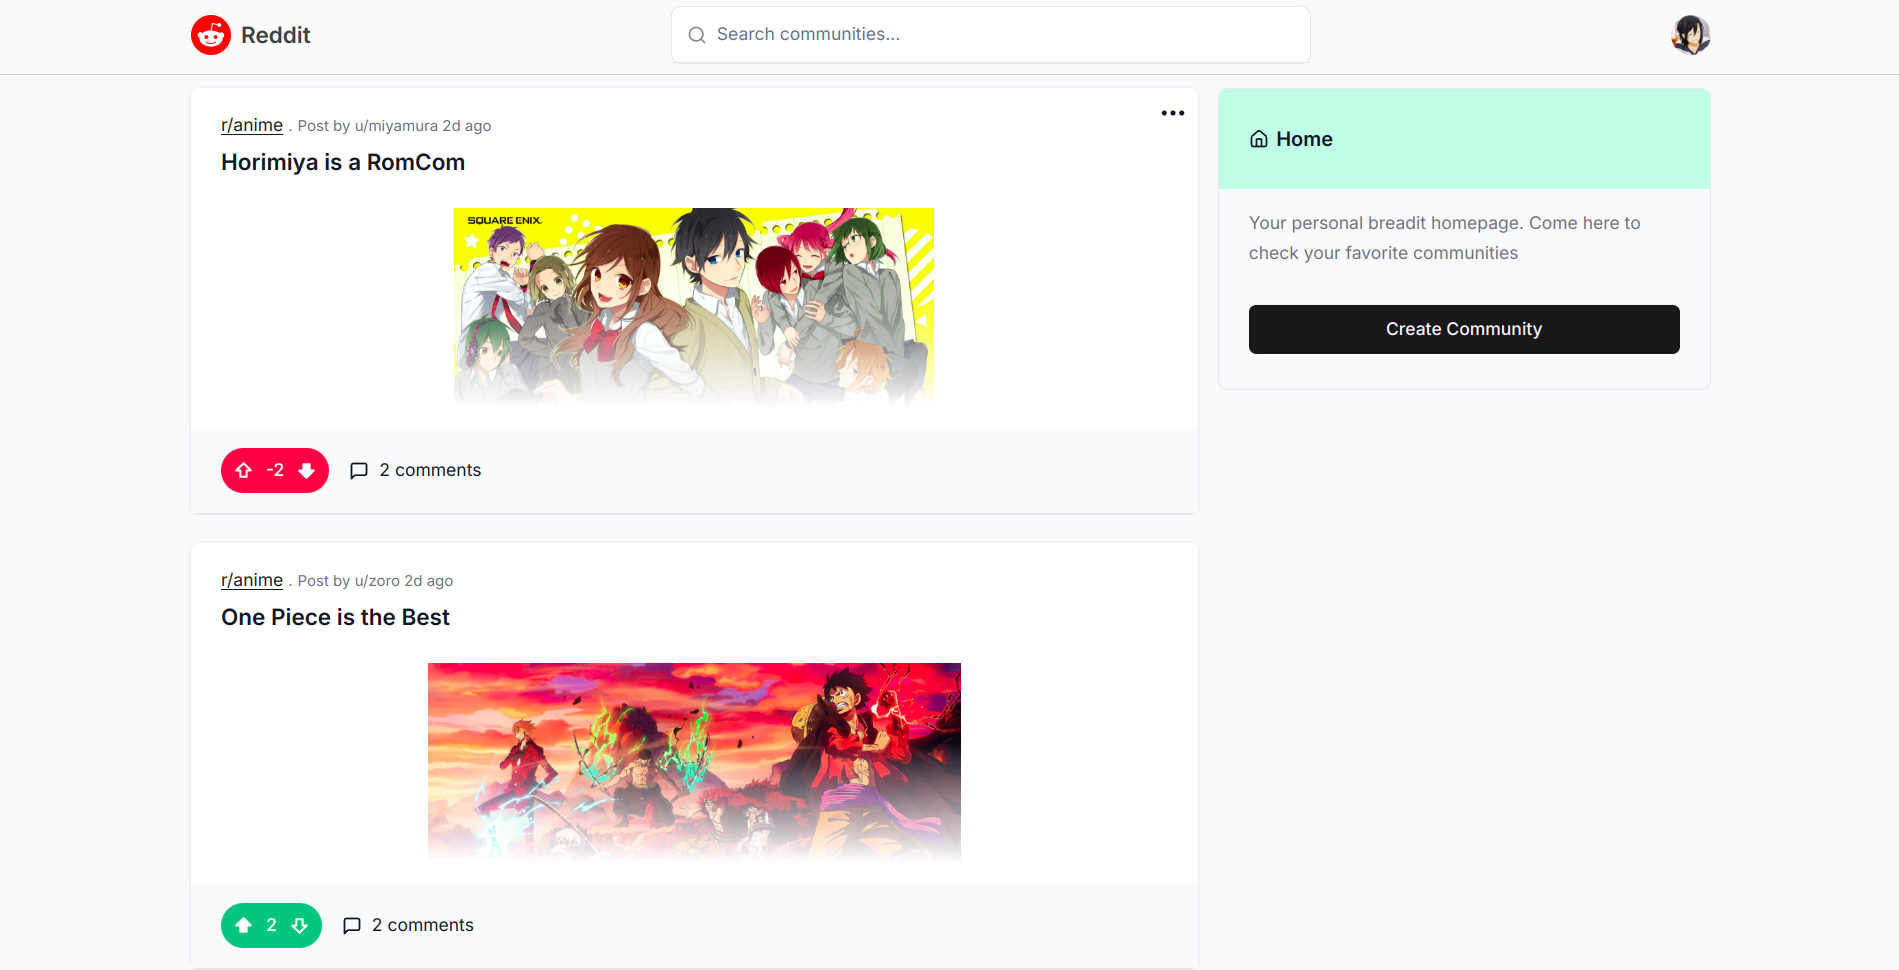 Reddit
Search communities...
r/anime . Post by u/miyamura 2d ago
Horimiya is a RomCom
SQUARE ENIX.
-2
2 comments
r/anime . Post by u/zoro 2d ago
One Piece is the Best
2
2 comments
Home
Your personal breadit homepage. Come here to
check your favorite communities
Create Community